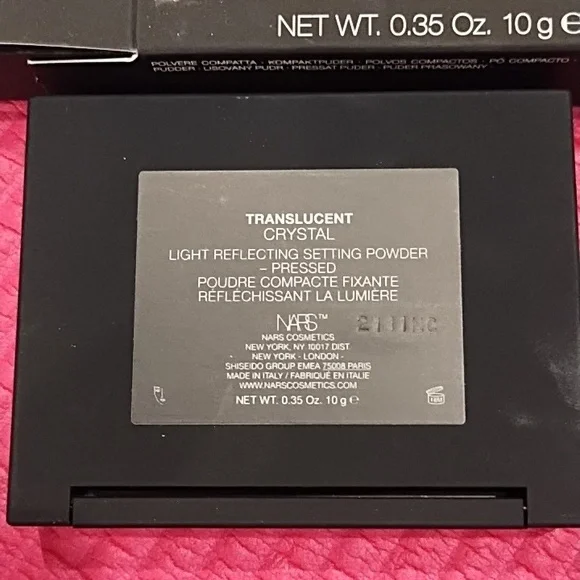 NET WT. 0.35 Oz. 10 g e
POLVERE COMPATTA · KOMPAKTPUDER · POLVOS COMPACTOS · PÓ COMPACTO
PUDDER · LISOVANÝ PUDR · PRESSAT PUDER · PUDER PRASOWANY
TRANSLUCENT
CRYSTAL
LIGHT REFLECTING SETTING POWDER
– PRESSED
POUDRE COMPACTE FIXANTE
RÉFLÉCHISSANT LA LUMIÈRE
NARS™
NARS COSMETICS
NEW YORK, NY 10017 DIST.
NEW YORK - LONDON -
SHISEIDO GROUP EMEA 75008 PARIS
MADE IN ITALY / FABRIQUÉ EN ITALIE
WWW.NARSCOSMETICS.COM
NET WT. 0.35 Oz. 10 g e